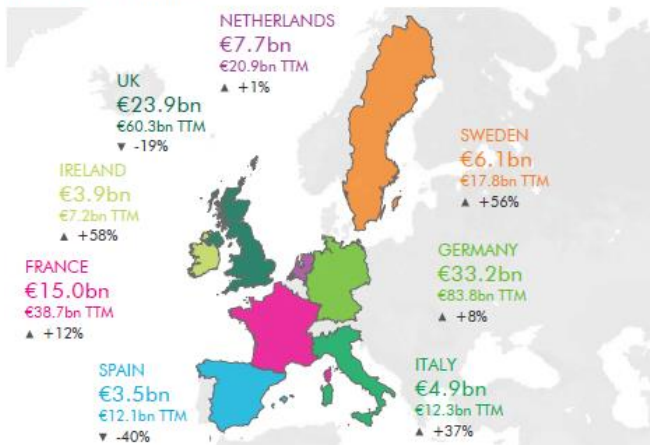 NETHERLANDS
€7.7bn
€20.9bn TTM
▲ +1%
UK
€23.9bn
€60.3bn TTM
▼ -19%
SWEDEN
€6.1bn
€17.8bn TTM
▲ +56%
IRELAND
€3.9bn
€7.2bn TTM
▲ +58%
GERMANY
€33.2bn
€83.8bn TTM
▲ +8%
FRANCE
€15.0bn
€38.7bn TTM
▲ +12%
SPAIN
€3.5bn
€12.1bn TTM
▼ -40%
ITALY
€4.9bn
€12.3bn TTM
▲ +37%